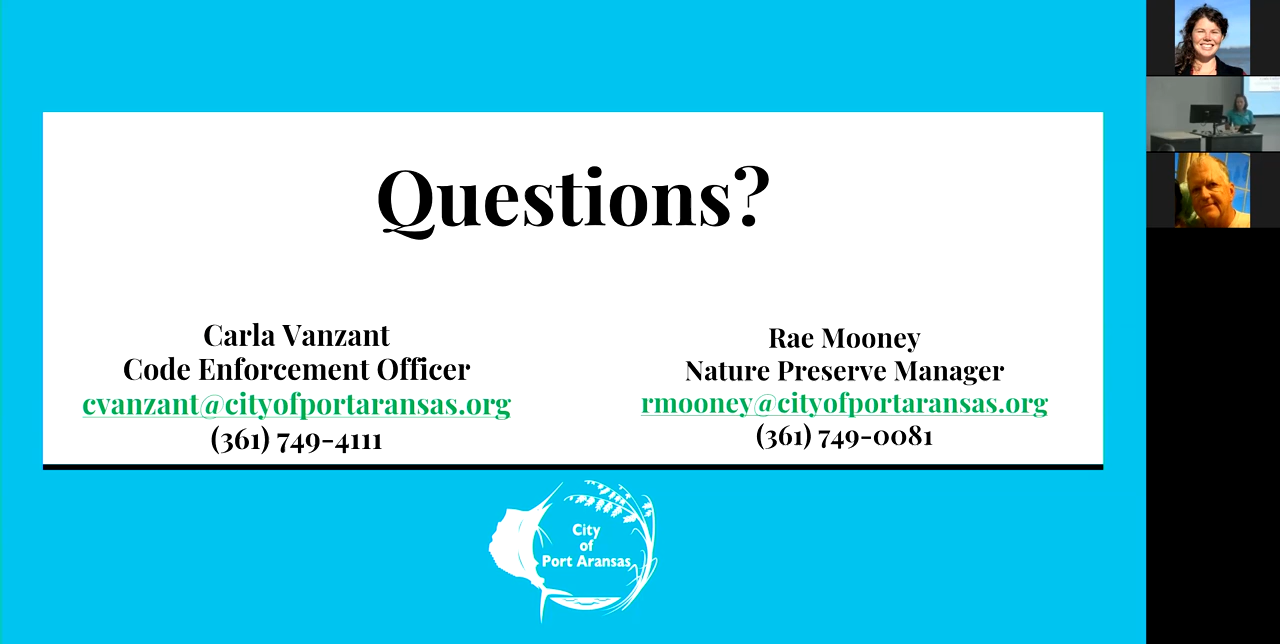 Questions?
Carla Vanzant
Code Enforcement Officer
cvanzant@cityofportaransas.org
(361) 749-4111
Rae Mooney
Nature Preserve Manager
rmooney@cityofportaransas.org
(361) 749-0081
City
of
Port Aransas